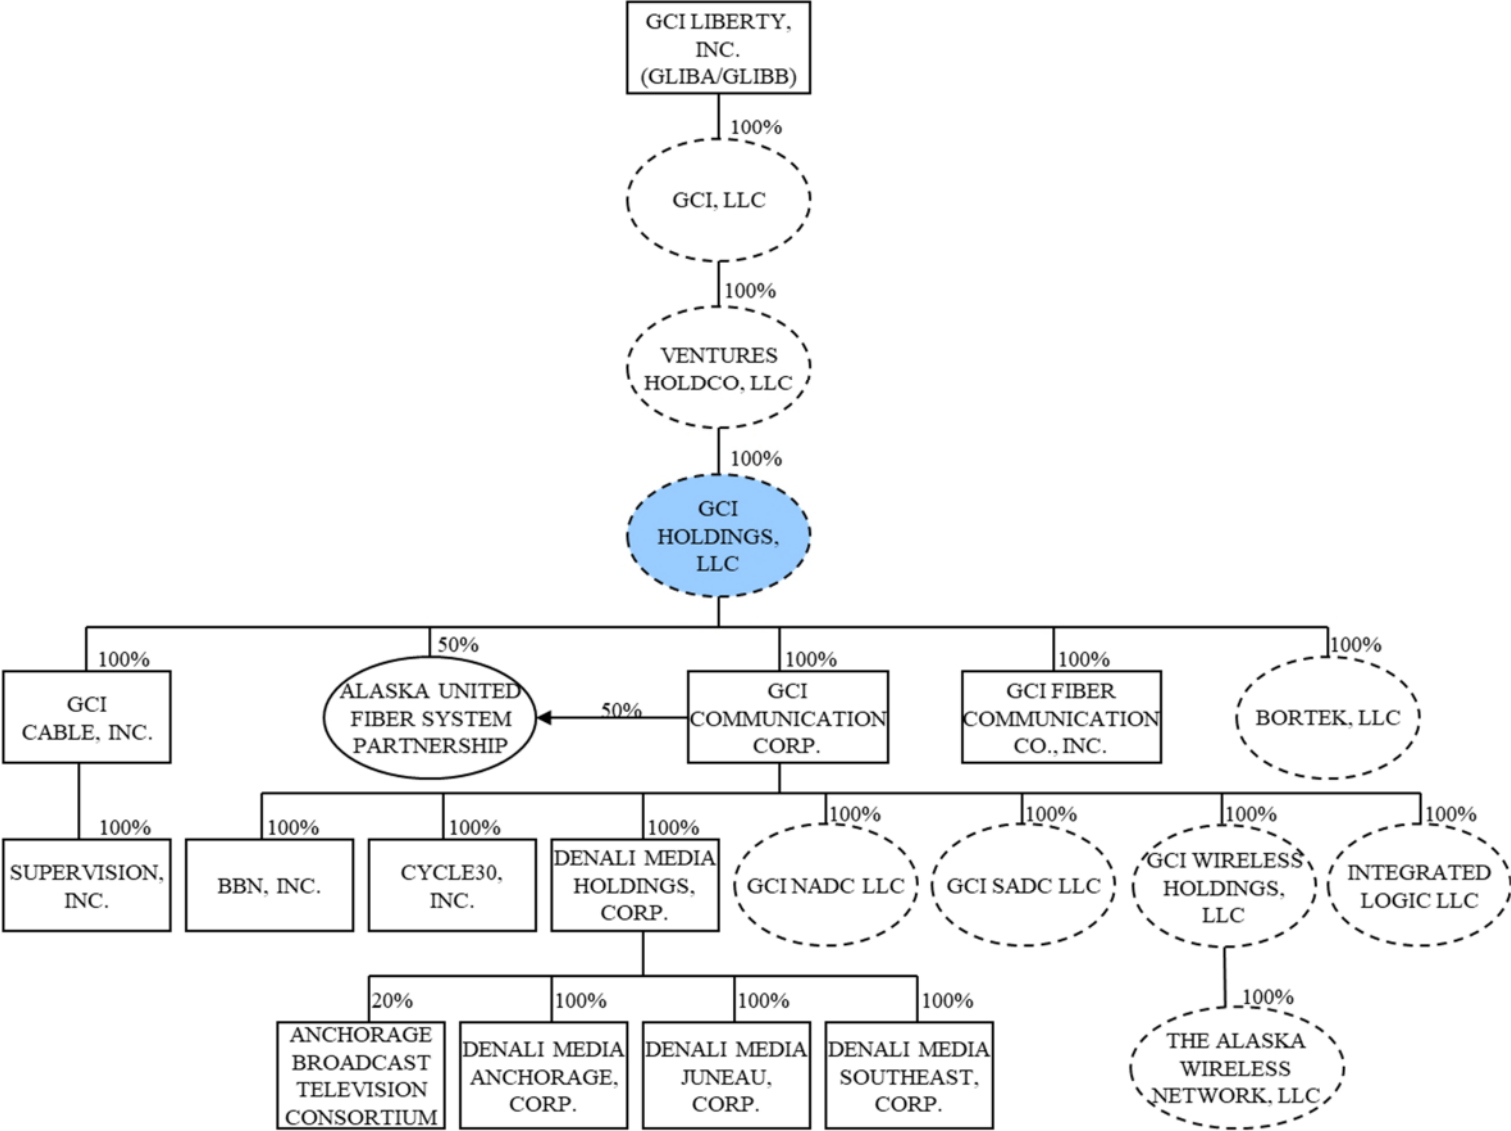 GCI LIBERTY,
INC.
(GLIBA/GLIBB)
100%
GCI, LLC
100%
VENTURES
HOLDCO, LLC
100%
GCI
HOLDINGS,
LLC
100%
GCI
CABLE, INC.
50%
ALASKA UNITED
FIBER SYSTEM
PARTNERSHIP
50%
100%
GCI
COMMUNICATION
CORP.
100%
GCI FIBER
COMMUNICATION
CO., INC.
100%
BORTEK, LLC
100%
SUPERVISION,
INC.
100%
BBN, INC.
100%
CYCLE30,
INC.
100%
DENALI MEDIA
HOLDINGS,
CORP.
100%
GCI NADC LLC
100%
GCI SADC LLC
100%
GCI WIRELESS
HOLDINGS,
LLC
100%
INTEGRATED
LOGIC LLC
20%
ANCHORAGE
BROADCAST
TELEVISION
CONSORTIUM
100%
DENALI MEDIA
ANCHORAGE,
CORP.
100%
DENALI MEDIA
JUNEAU,
CORP.
100%
DENALI MEDIA
SOUTHEAST,
CORP.
100%
THE ALASKA
WIRELESS
NETWORK, LLC